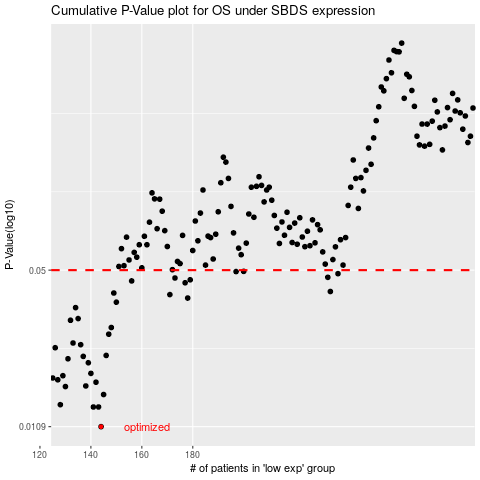 Cumulative P-Value plot for OS under SBDS expression
P-Value(log10)
0.05
0.0109
optimized
120 140 160 180
# of patients in 'low exp' group